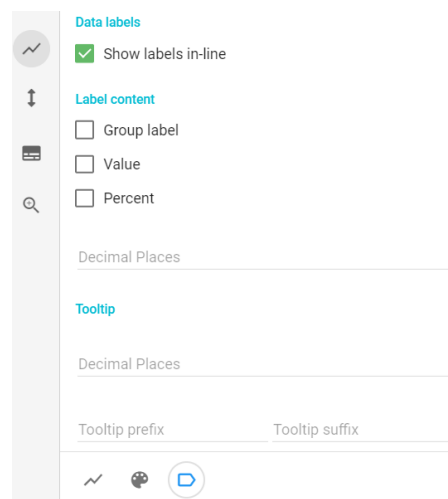 Data labels
Show labels in-line
Label content
Group label
Value
Percent
Decimal Places
Tooltip
Decimal Places
Tooltip prefix Tooltip suffix